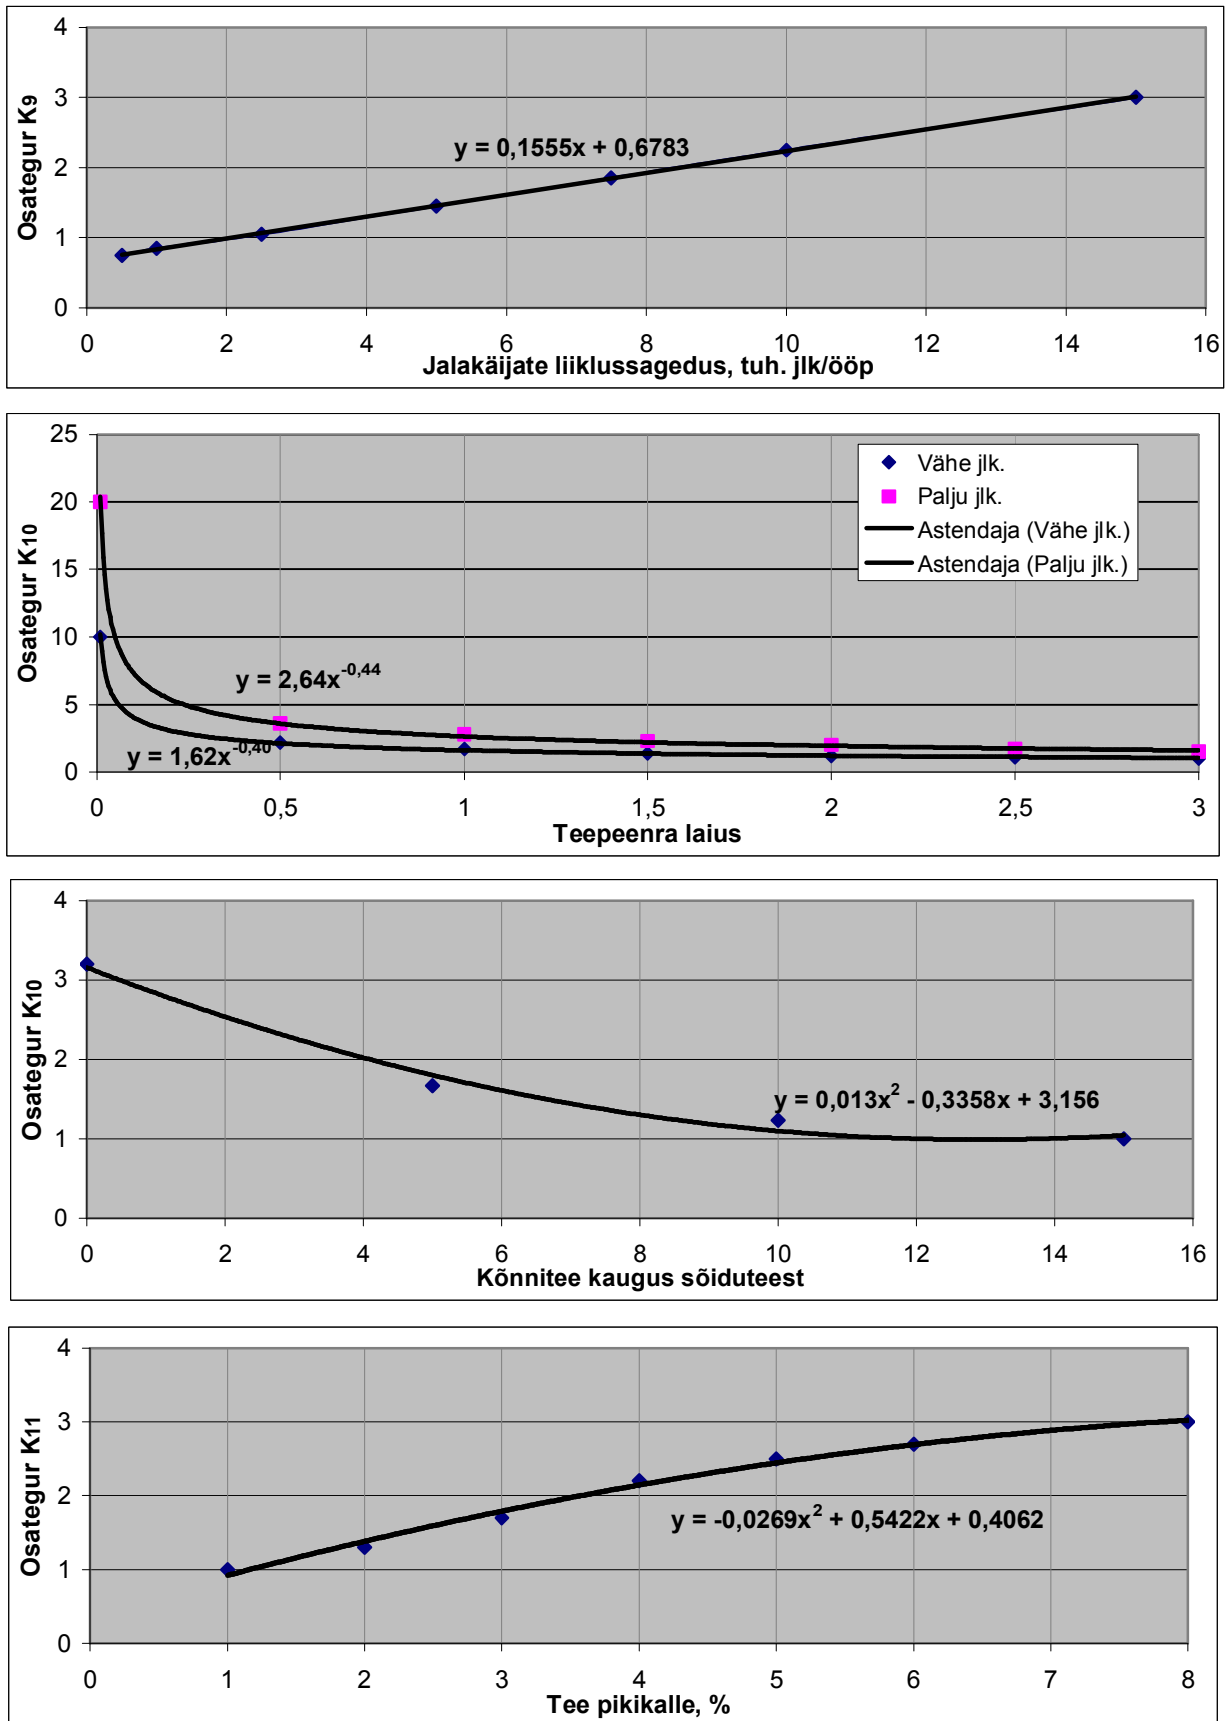 4
3
2
1
0
Osategur K9
y = 0,1555x + 0,6783
0 2 4 6 8 10 12 14 16
Jalakäijate liiklussagedus, tuh. jlk/ööp
25
20
15
10
5
0
Osategur K10
Vähe jlk.
Palju jlk.
Astendaja (Vähe jlk.)
Astendaja (Palju jlk.)
y = 2,64x^-0,44
y = 1,62x^-0,40
0 0,5 1 1,5 2 2,5 3
Teepeenra laius
4
3
2
1
0
Osategur K10
y = 0,013x² - 0,3358x + 3,156
0 2 4 6 8 10 12 14 16
Kõnnitee kaugus sõiduteest
4
3
2
1
0
Osategur K11
y = -0,0269x² + 0,5422x + 0,4062
0 1 2 3 4 5 6 7 8
Tee pikikalle, %